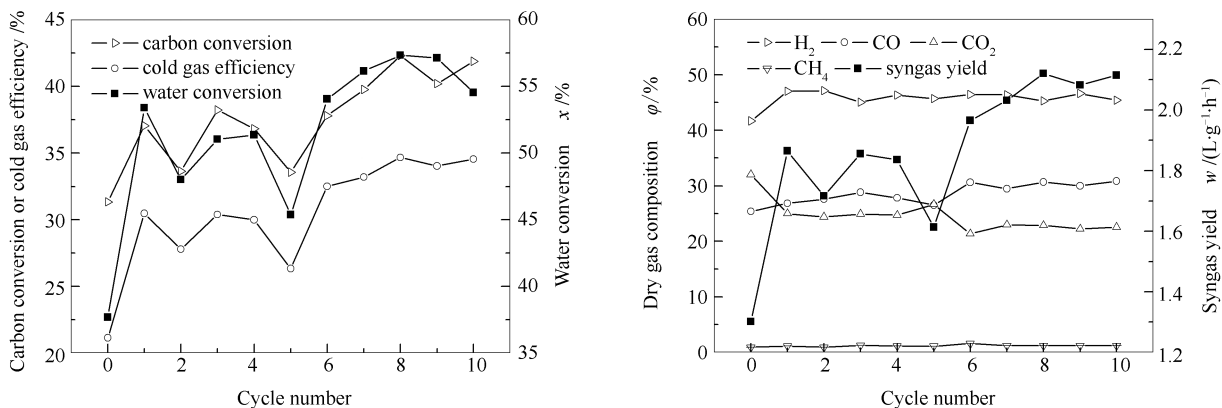 Carbon conversion or cold gas efficiency /%
45
40
35
30
25
20
carbon conversion
cold gas efficiency
water conversion
0 2 4 6 8 10
Cycle number
60
55
50
45
40
35
Water conversion x/%
Dry gas composition φ/%
60
50
40
30
20
10
0
H₂ CO CO₂
CH₄ syngas yield
0 2 4 6 8 10
Cycle number
2.2
2.0
1.8
1.6
1.4
1.2
Syngas yield w/(L·g⁻¹·h⁻¹)